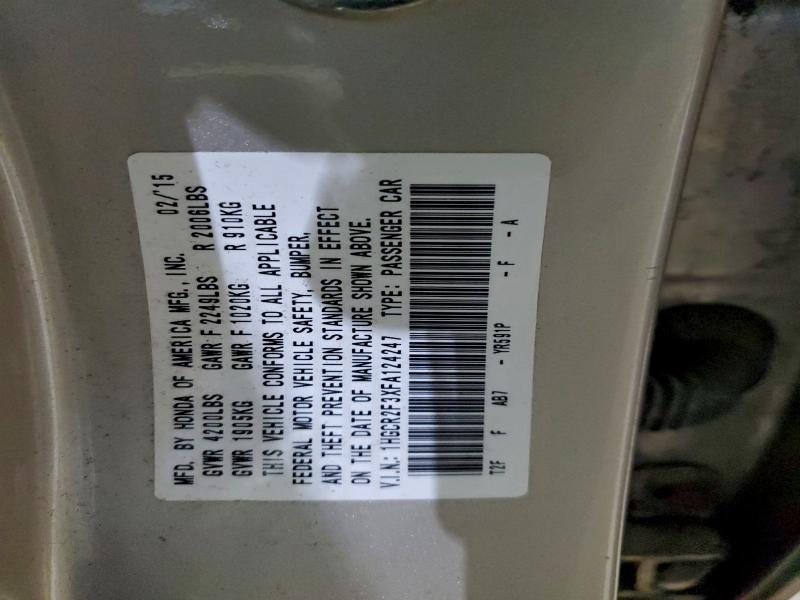 MFD. BY HONDA OF AMERICA MFG., INC. 02/'15
GVWR 4200LBS GAWR F 2249LBS R 2006LBS
GVWR 1905KG GAWR F 1020KG R 910KG
THIS VEHICLE CONFORMS TO ALL APPLICABLE
FEDERAL MOTOR VEHICLE SAFETY, BUMPER,
AND THEFT PREVENTION STANDARDS IN EFFECT
ON THE DATE OF MANUFACTURE SHOWN ABOVE.
V.I.N.: 1HGCR2F3XFA124247 TYPE: PASSENGER CAR
T2F F AB7 - YR591P - F - A